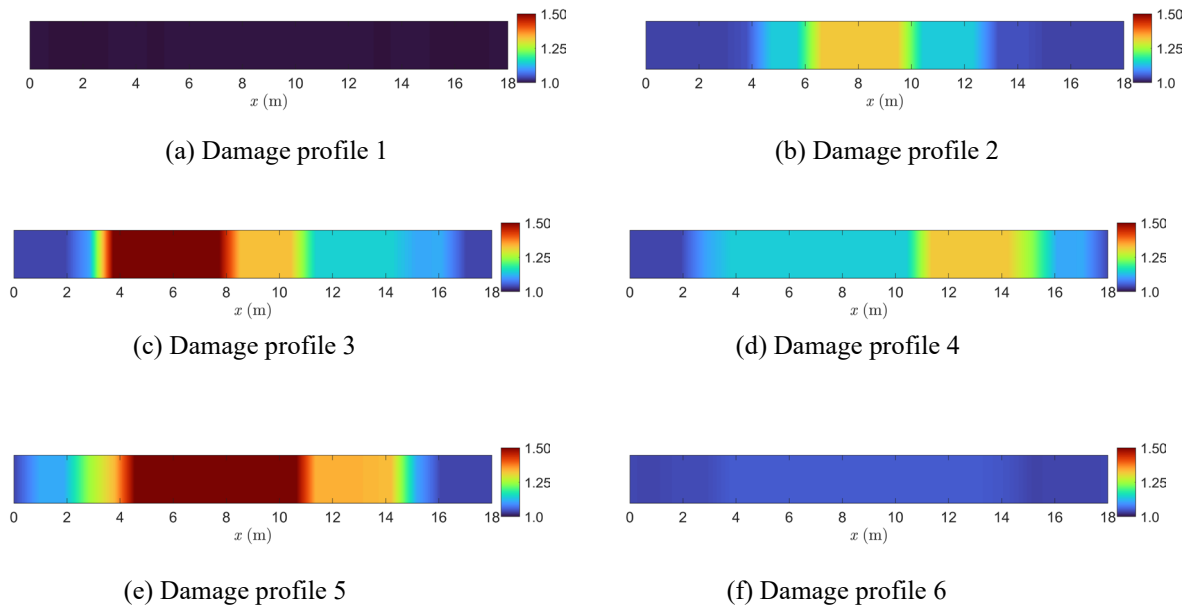 1.50
1.25
1.0
0 2 4 6 8 10 12 14 16 18
x (m)
(a) Damage profile 1
1.50
1.25
1.0
0 2 4 6 8 10 12 14 16 18
x (m)
(b) Damage profile 2
1.50
1.25
1.0
0 2 4 6 8 10 12 14 16 18
x (m)
(c) Damage profile 3
1.50
1.25
1.0
0 2 4 6 8 10 12 14 16 18
x (m)
(d) Damage profile 4
1.50
1.25
1.0
0 2 4 6 8 10 12 14 16 18
x (m)
(e) Damage profile 5
1.50
1.25
1.0
0 2 4 6 8 10 12 14 16 18
x (m)
(f) Damage profile 6